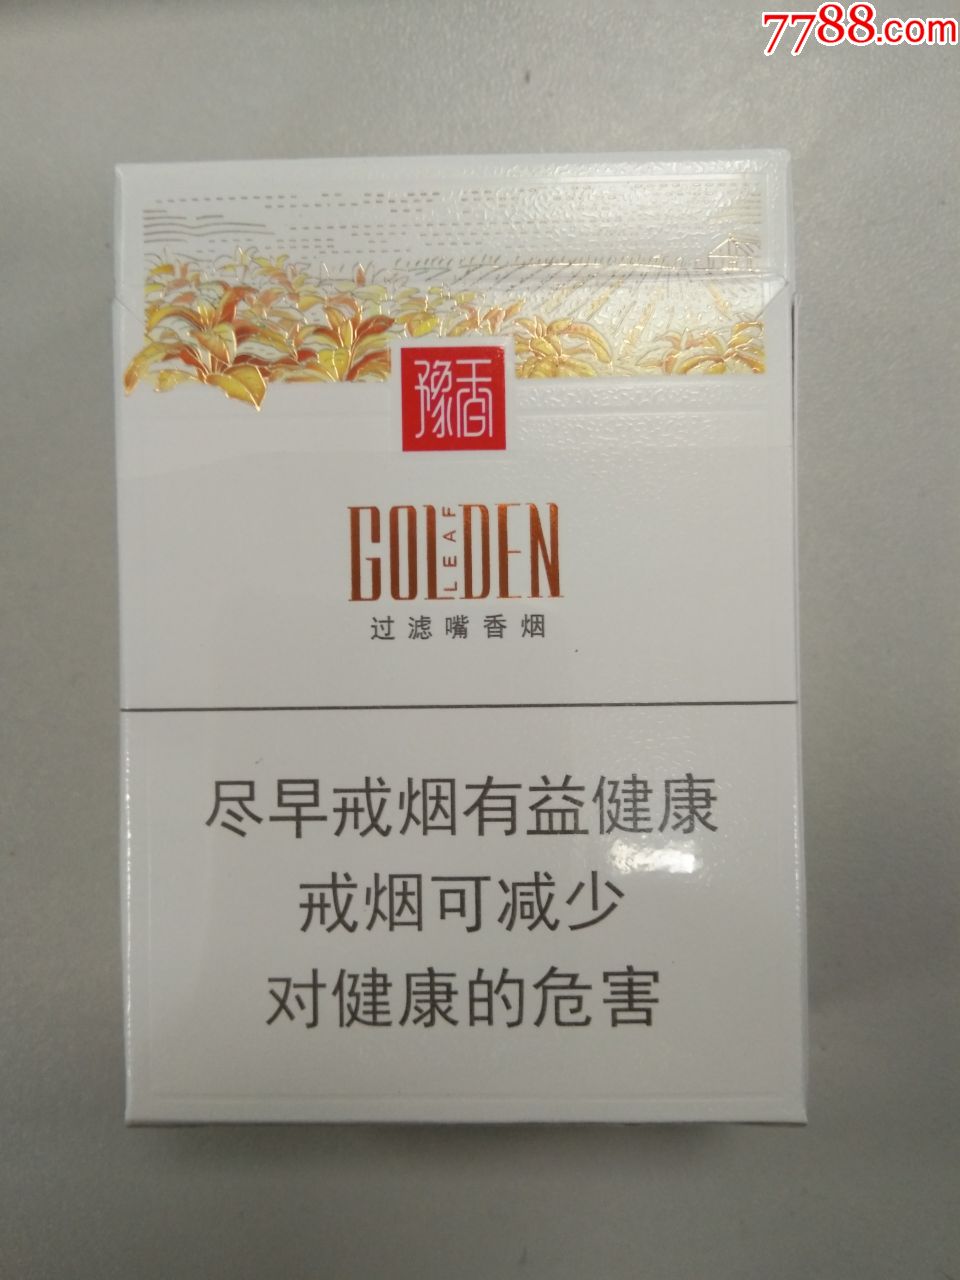 7788.com
豫香
GOLDEN
LEAF
过滤嘴香烟
尽早戒烟有益健康
戒烟可减少
对健康的危害